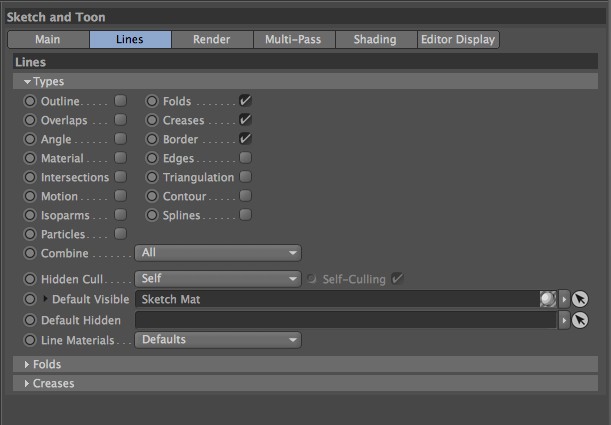 Sketch and Toon
Main Lines Render Multi-Pass Shading Editor Display
Lines
Types
Outline Folds
Overlaps Creases
Angle Border
Material Edges
Intersections Triangulation
Motion Contour
Isoparms Splines
Particles
Combine All
Hidden Cull Self Self-Culling
Default Visible Sketch Mat
Default Hidden
Line Materials Defaults
Folds
Creases